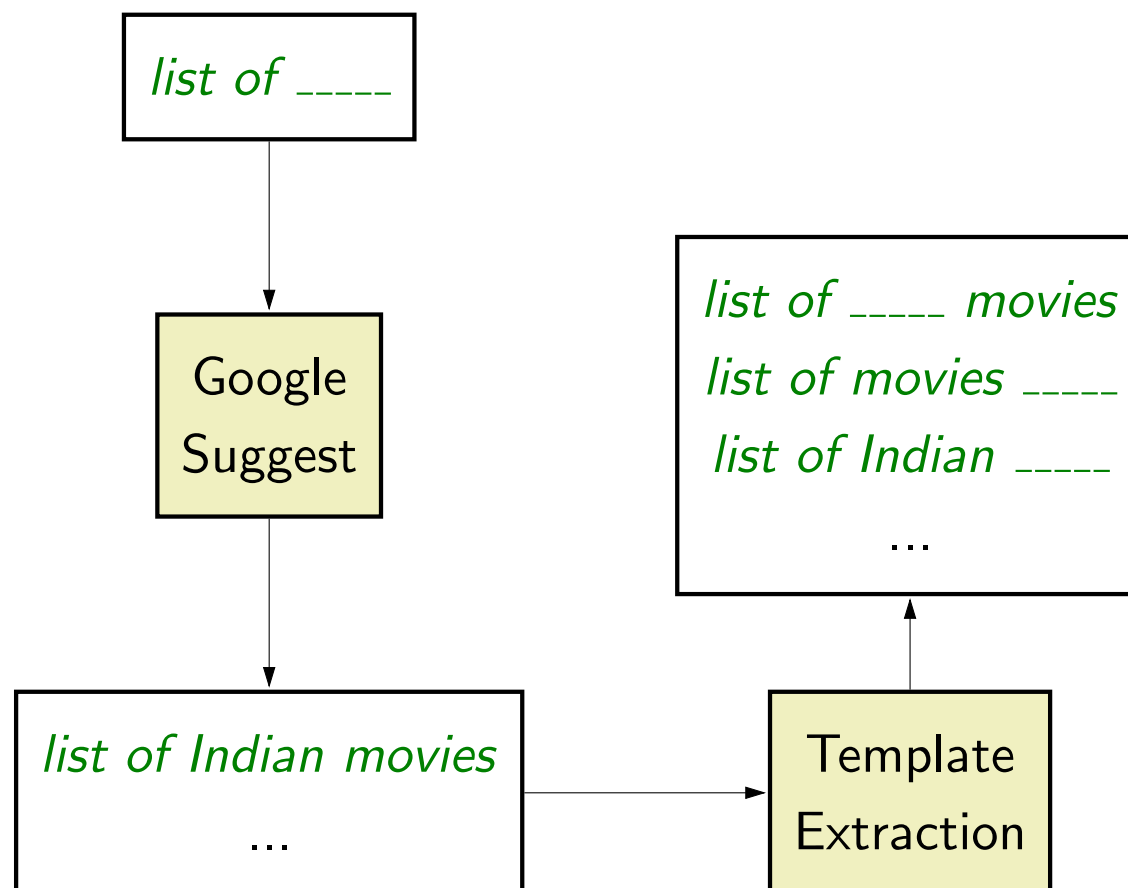 list of _____
Google
Suggest
list of Indian movies
...
Template
Extraction
list of _____ movies
list of movies _____
list of Indian _____
...